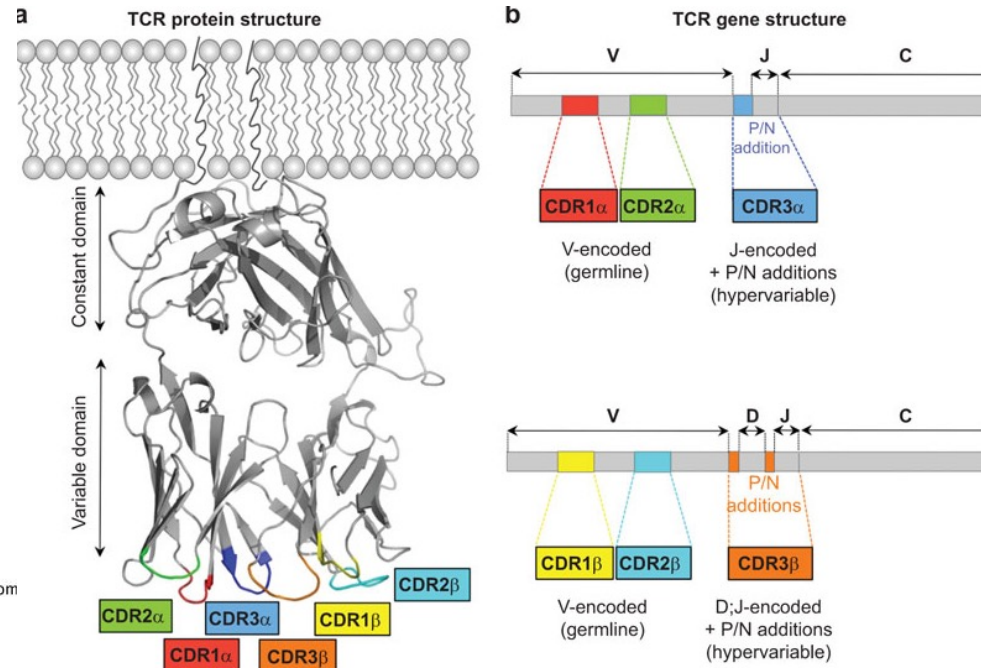 a
TCR protein structure
Constant domain
Variable domain
om
CDR2α
CDR1α
CDR3α
CDR3β
CDR1β
CDR2β
b
TCR gene structure
V
J
C
P/N
addition
CDR1α
CDR2α
CDR3α
V-encoded
(germline)
J-encoded
+ P/N additions
(hypervariable)
V
D
J
C
P/N
additions
CDR1β
CDR2β
CDR3β
V-encoded
(germline)
D;J-encoded
+ P/N additions
(hypervariable)